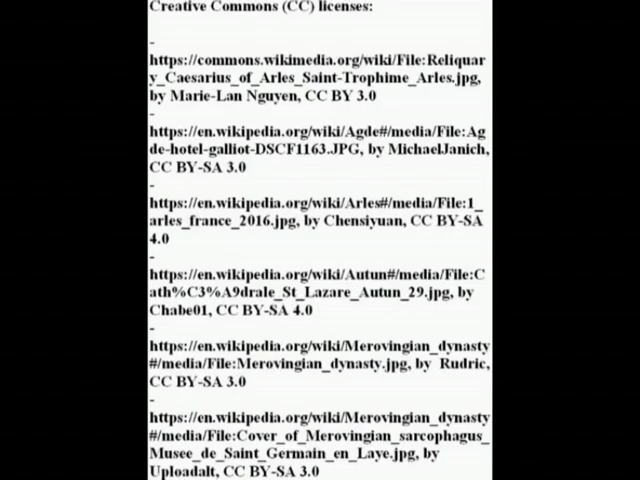 Creative Commons (CC) licenses:
-
https://commons.wikimedia.org/wiki/File:Reliquar
y_Caesarius_of_Arles_Saint-Trophime_Arles.jpg,
by Marie-Lan Nguyen, CC BY 3.0
-
https://en.wikipedia.org/wiki/Agde#/media/File:Ag
de-hotel-galliot-DSCF1163.JPG, by MichaelJanich,
CC BY-SA 3.0
-
https://en.wikipedia.org/wiki/Arles#/media/File:1_
arles_france_2016.jpg, by Chensiyuan, CC BY-SA
4.0
-
https://en.wikipedia.org/wiki/Autun#/media/File:C
ath%C3%A9drale_St_Lazare_Autun_29.jpg, by
Chabe01, CC BY-SA 4.0
-
https://en.wikipedia.org/wiki/Merovingian_dynasty
#/media/File:Merovingian_dynasty.jpg, by Rudric,
CC BY-SA 3.0
-
https://en.wikipedia.org/wiki/Merovingian_dynasty
#/media/File:Cover_of_Merovingian_sarcophagus_
Musee_de_Saint_Germain_en_Laye.jpg, by
Uploadalt, CC BY-SA 3.0